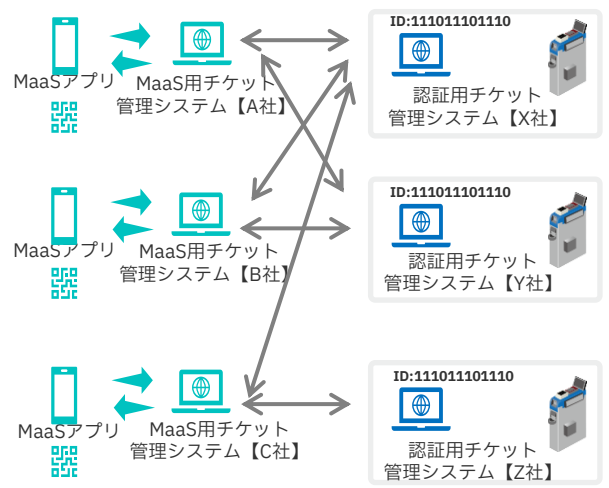 ID:111011101110
MaaSアプリ
MaaS用チケット
管理システム【A社】
認証用チケット
管理システム【X社】
ID:111011101110
MaaSアプリ
MaaS用チケット
管理システム【B社】
認証用チケット
管理システム【Y社】
ID:111011101110
MaaSアプリ
MaaS用チケット
管理システム【C社】
認証用チケット
管理システム【Z社】